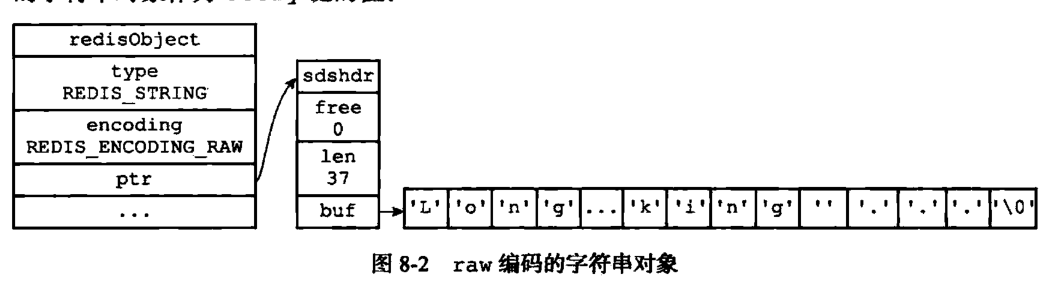 redisObject
type
REDIS_STRING
encoding
REDIS_ENCODING_RAW
ptr
...
sdshdr
free
0
len
37
buf
'L' 'o' 'n' 'g' ... 'k' 'i' 'n' 'g' '' '.' '.' '.' '\0'
图 8-2 raw 编码的字符串对象